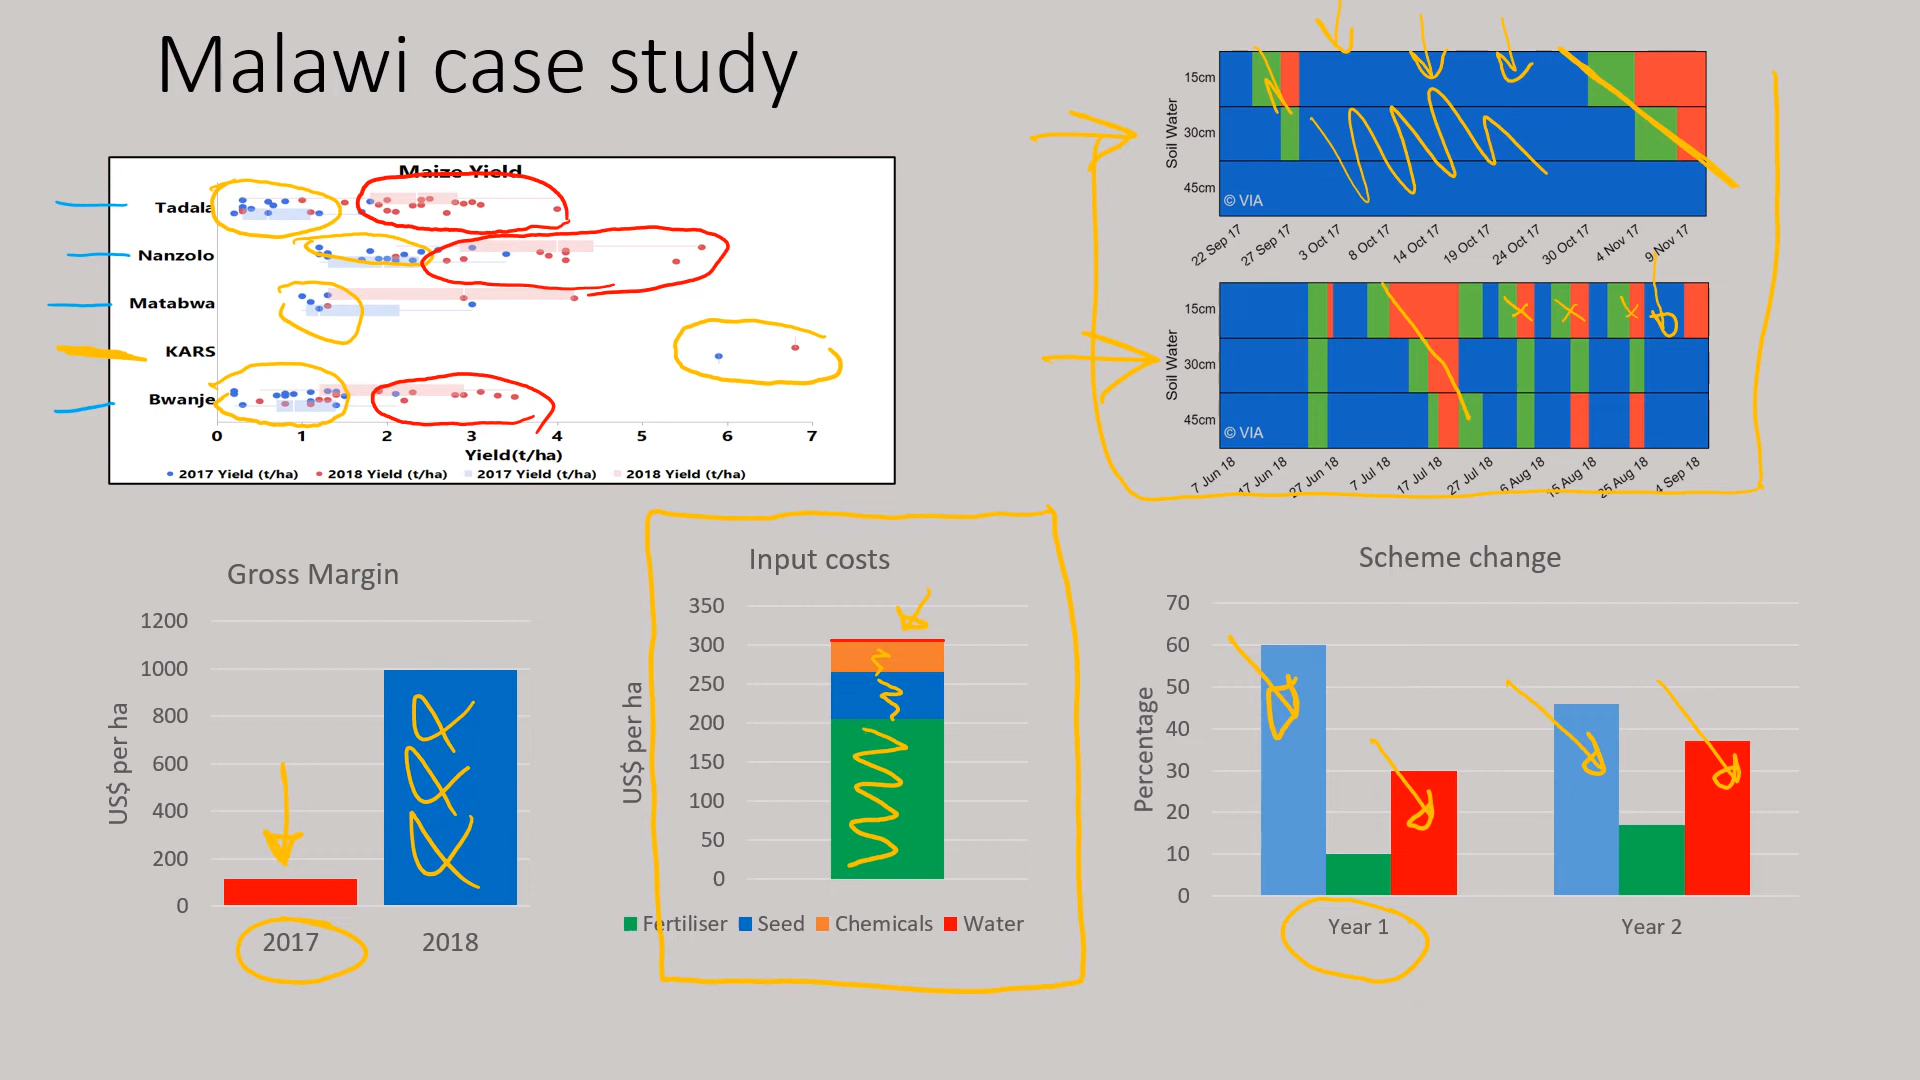 Malawi case study
Maize Yield
Tadala
Nanzolo
Matabwa
KARS
Bwanje
0 1 2 3 4 5 6 7
Yield(t/ha)
2017 Yield (t/ha) 2018 Yield (t/ha) 2017 Yield (t/ha) 2018 Yield (t/ha)
Soil Water
15cm
30cm
45cm
© VIA
22 Sep 17 27 Sep 17 3 Oct 17 8 Oct 17 14 Oct 17 19 Oct 17 24 Oct 17 30 Oct 17 4 Nov 17 9 Nov 17
Soil Water
15cm
30cm
45cm
© VIA
7 Jun 18 17 Jun 18 27 Jun 18 7 Jul 18 17 Jul 18 27 Jul 18 6 Aug 18 15 Aug 18 25 Aug 18 4 Sep 18
Gross Margin
US$ per ha
1200
1000
800
600
400
200
0
2017 2018
Input costs
US$ per ha
350
300
250
200
150
100
50
0
Fertiliser Seed Chemicals Water
Scheme change
Percentage
70
60
50
40
30
20
10
0
Year 1 Year 2